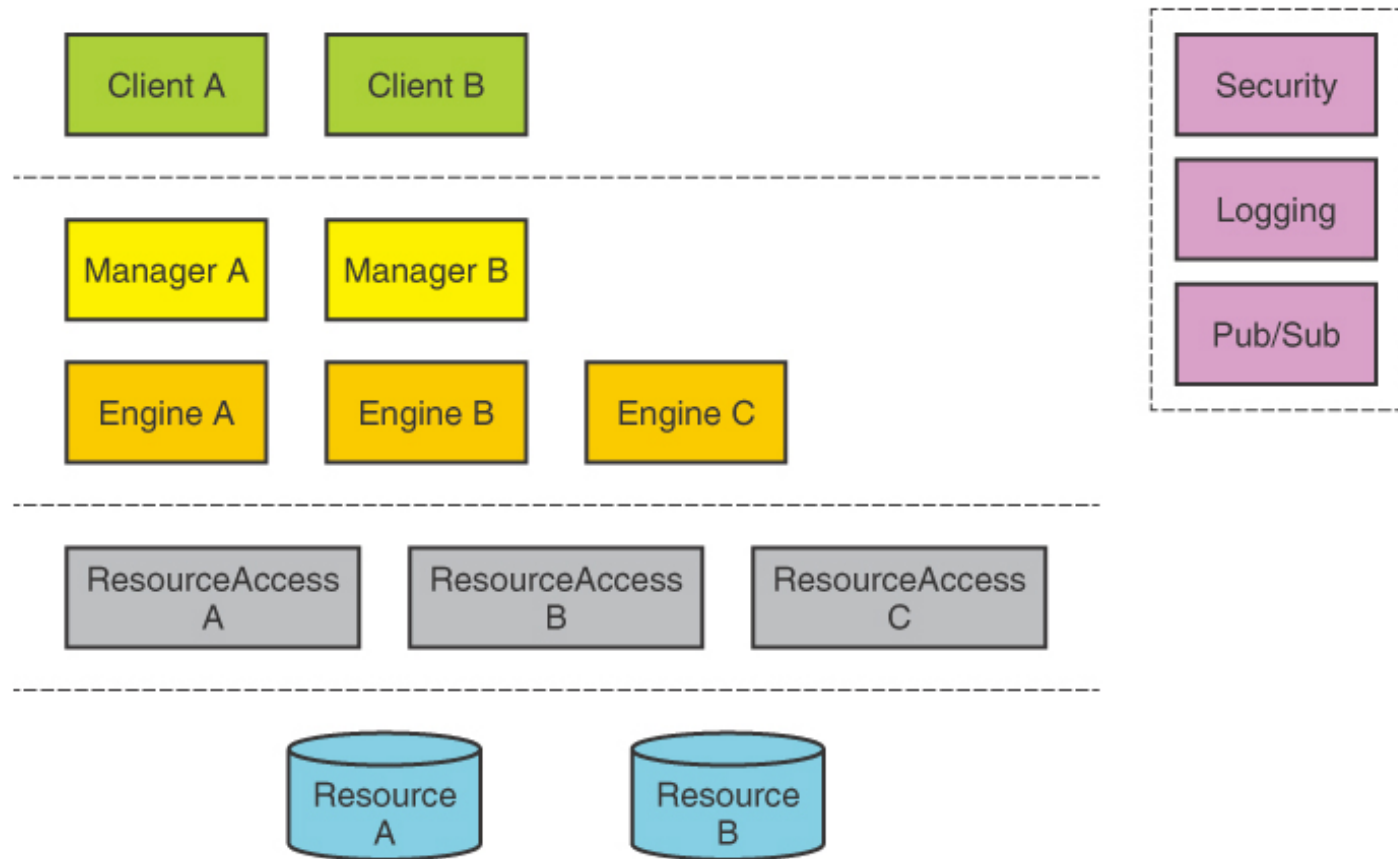 Client A
Client B
Security
Logging
Pub/Sub
Manager A
Manager B
Engine A
Engine B
Engine C
ResourceAccess
A
ResourceAccess
B
ResourceAccess
C
Resource
A
Resource
B